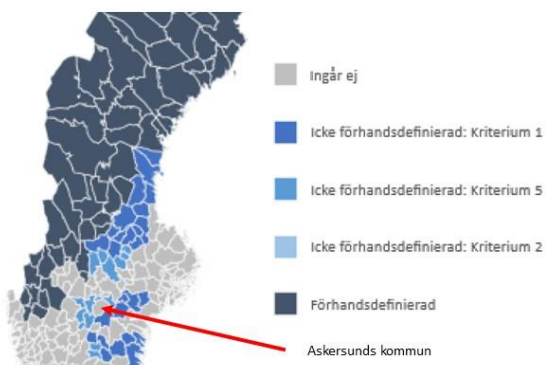 Ingår ej
Icke förhandsdefinierad: Kriterium 1
Icke förhandsdefinierad: Kriterium 5
Icke förhandsdefinierad: Kriterium 2
Förhandsdefinierad
Askersunds kommun